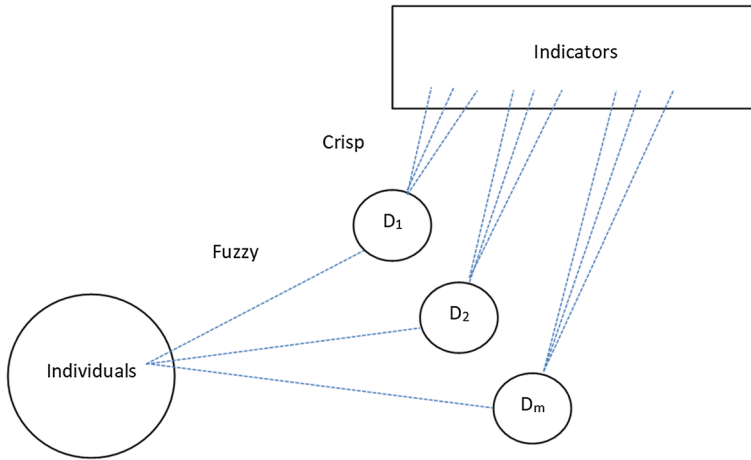 Indicators
Crisp
D₁
Fuzzy
D₂
Individuals
Dₘ